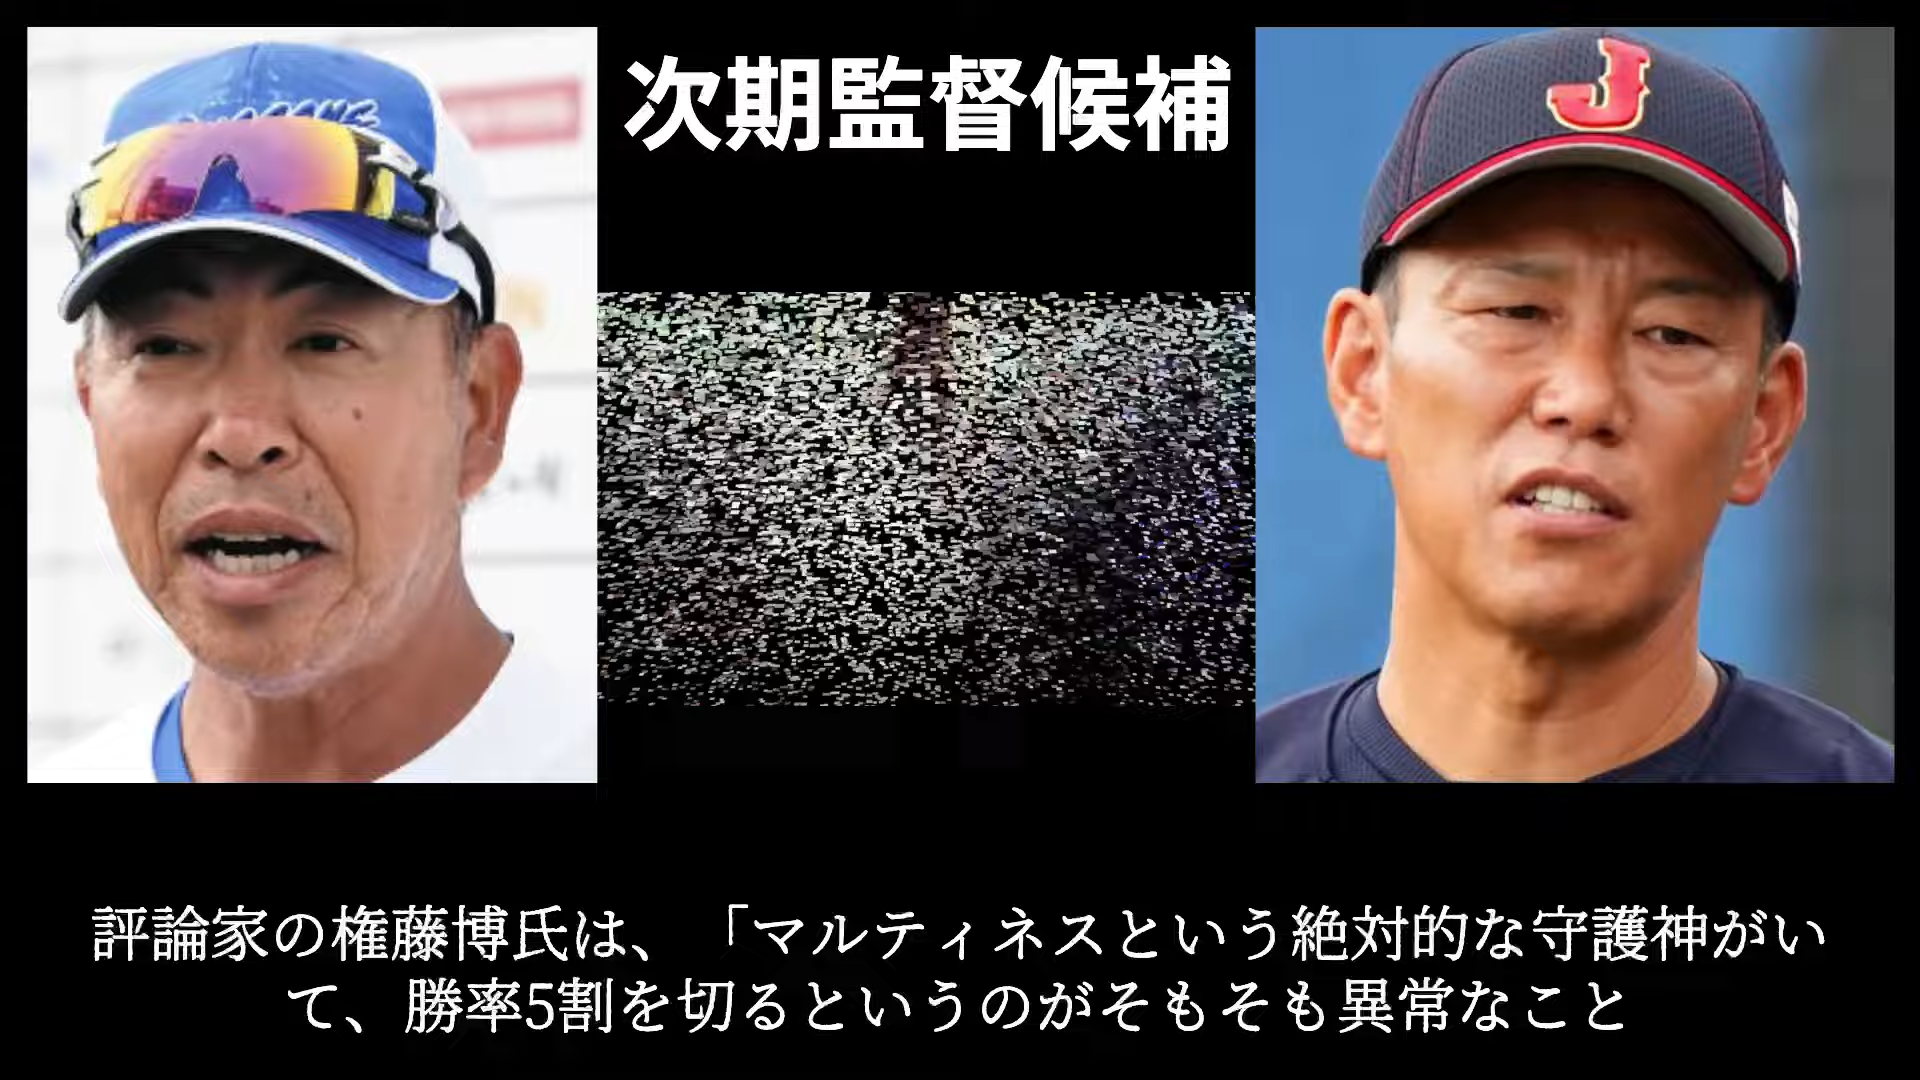 次期監督候補
J
評論家の権藤博氏は、「マルティネスという絶対的な守護神がい
て、勝率5割を切るというのがそもそも異常なこと